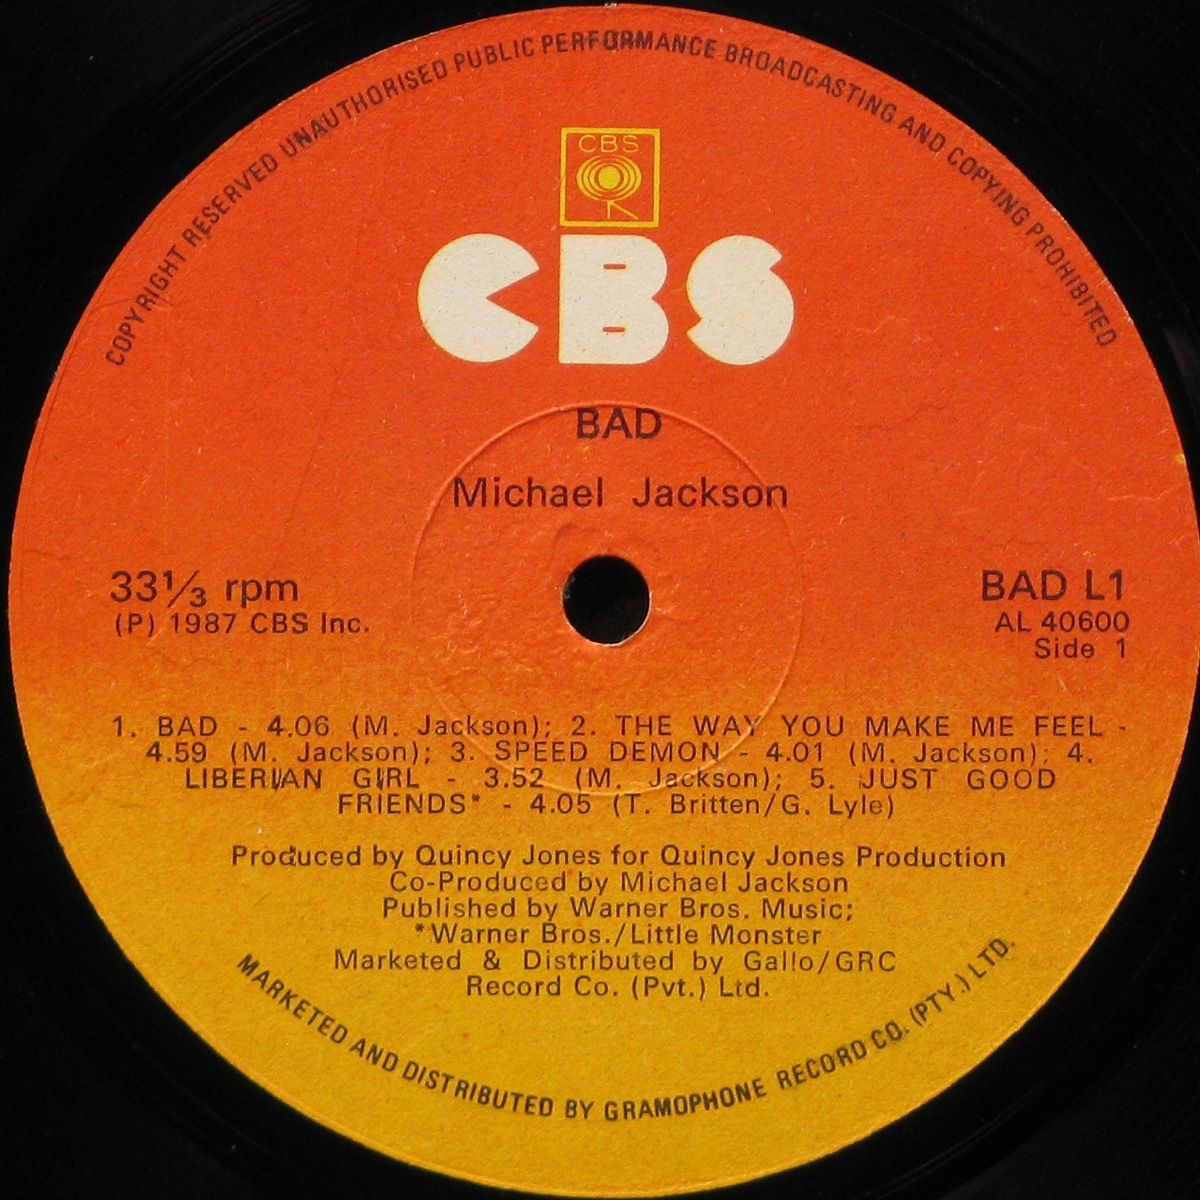 COPYRIGHT RESERVED UNAUTHORISED PUBLIC PERFORMANCE BROADCASTING AND COPYING PROHIBITED
CBS
CBS
BAD
Michael Jackson
33⅓ rpm
(P) 1987 CBS Inc.
BAD L1
AL 40600
Side 1
1. BAD - 4.06 (M. Jackson); 2. THE WAY YOU MAKE ME FEEL -
4.59 (M. Jackson); 3. SPEED DEMON - 4.01 (M. Jackson); 4.
LIBERIAN GIRL - 3.52 (M. Jackson); 5. JUST GOOD
FRIENDS* - 4.05 (T. Britten/G. Lyle)
Produced by Quincy Jones for Quincy Jones Production
Co-Produced by Michael Jackson
Published by Warner Bros. Music;
*Warner Bros./Little Monster
Marketed & Distributed by Gallo/GRC
Record Co. (Pvt.) Ltd.
MARKETED AND DISTRIBUTED BY GRAMOPHONE RECORD CO. (PTY.) LTD.